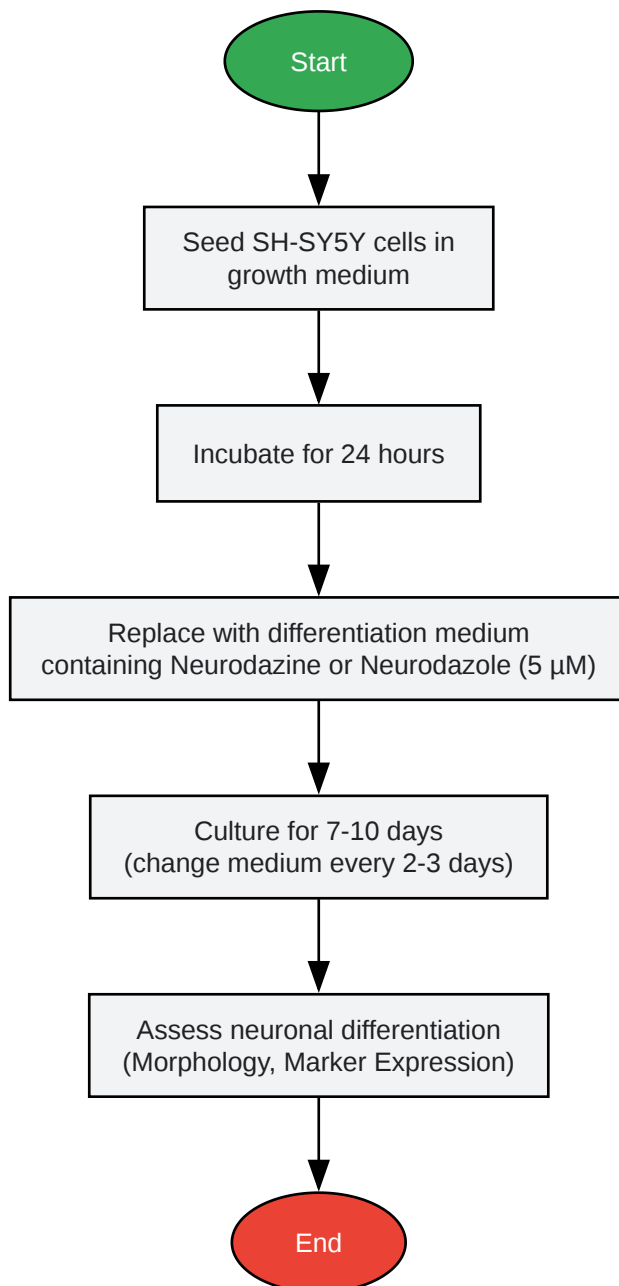 Start
Seed SH-SY5Y cells in
growth medium
Incubate for 24 hours
Replace with differentiation medium
containing Neurodazine or Neurodazole (5 µM)
Culture for 7-10 days
(change medium every 2-3 days)
Assess neuronal differentiation
(Morphology, Marker Expression)
End